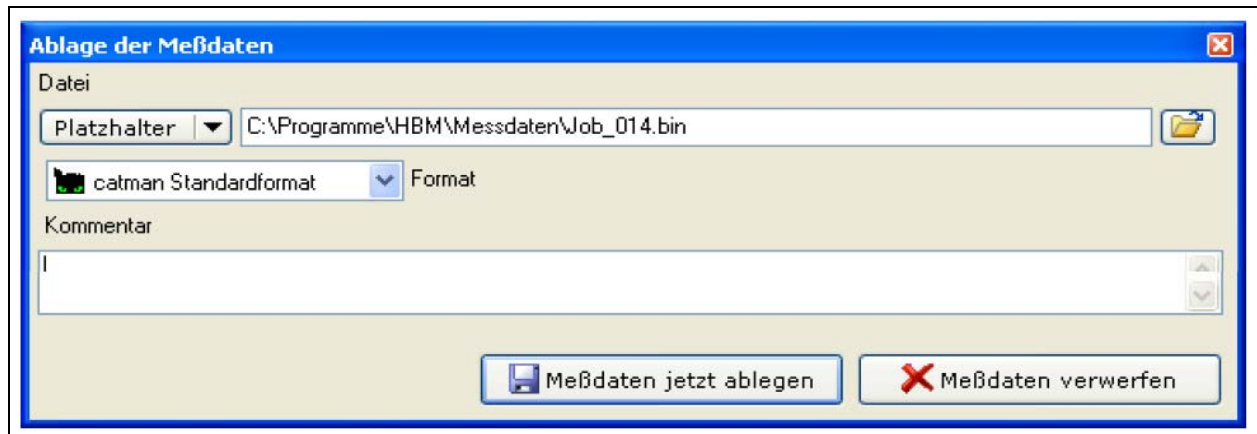 Ablage der Meßdaten
Datei
Platzhalter C:\Programme\HBM\Messdaten\Job_014.bin
catman Standardformat Format
Kommentar
Meßdaten jetzt ablegen Meßdaten verwerfen